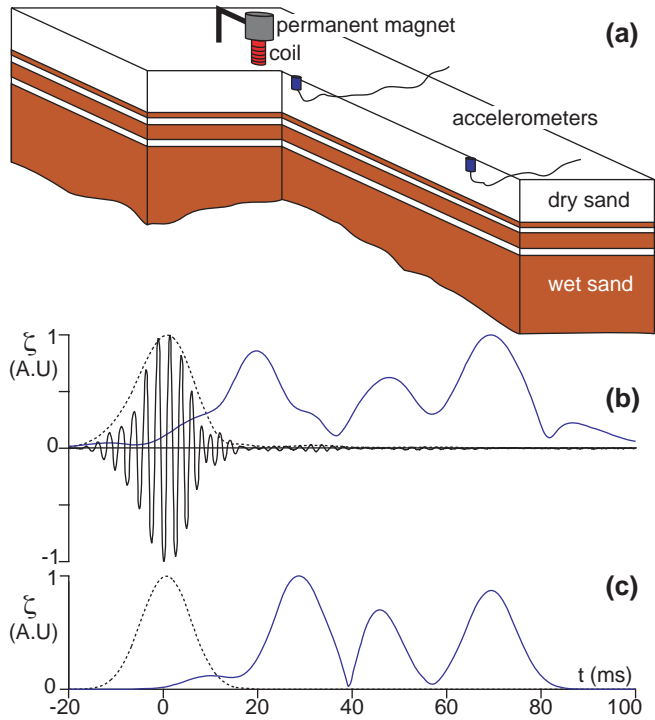 permanent magnet
(a)
coil
accelerometers
dry sand
wet sand
ζ
(A.U)
1
0
-1
(b)
ζ
(A.U)
1
0
(c)
t (ms)
-20 0 20 40 60 80 100